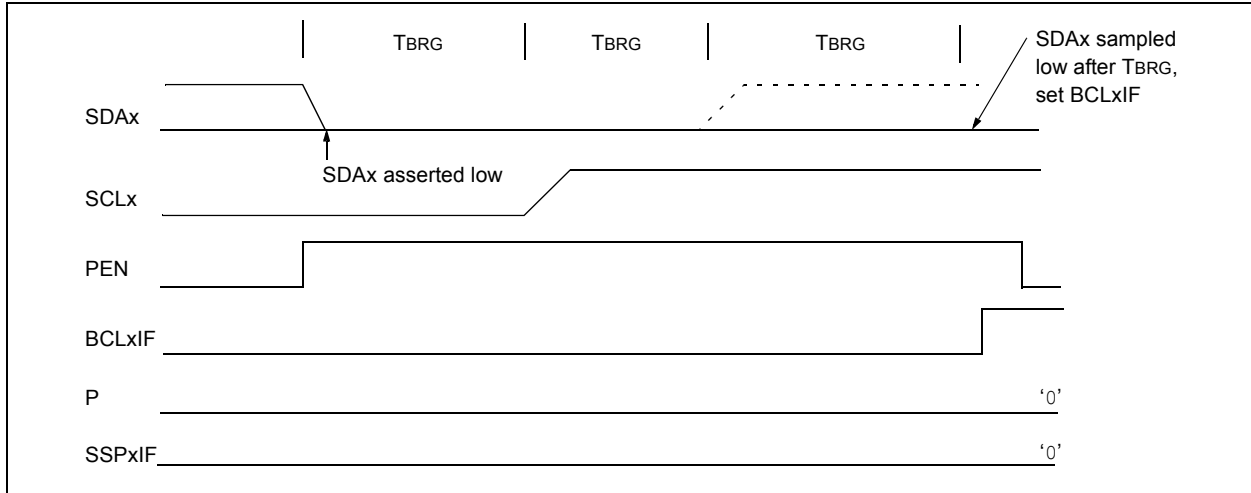 TBRG
TBRG
TBRG
SDAx sampled
low after TBRG,
set BCLxIF
SDAx
SDAx asserted low
SCLx
PEN
BCLxIF
P
‘0’
SSPxIF
‘0’